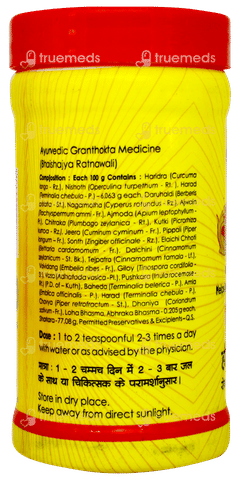 truemeds truemeds
Ayurvedic Granthokta Medicine
(Bhaishajya Ratnawali)
Composition : Each 100 g Contains : Haridra (Curcuma
longa - Rz.), Nishoth (Operculina turpethum - Rt.), Harad
(Terminalia chebula - P.) - 6.063 g each, Daruhaldi (Berberis
aristata - St.), Nagarmotha (Cyperus rotundus - Rz.), Ajwain
(Trachyspermum ammi - Fr.), Ajmoda (Apium leptophyllum -
Fr.), Chitraka (Plumbago zeylanica - Rt.), Kutki (Picrorhiza
kurroa - Rz.), Jeera (Cuminum cyminum - Fr.), Pippali (Piper
longum - Fr.), Sonth (Zingiber officinale - Rz.), Elaichi Choti
(Elettaria cardamomum - Fr.), Dalchini (Cinnamomum
zeylanicum - St. Bk.), Tejpatra (Cinnamomum tamala - Lf.),
Vaividang (Embelia ribes - Fr.), Giloy (Tinospora cordifolia -
St.), Vasa (Adhatoda vasica - Pt.), Pushkara (Inula racemosa -
Rt.) (P.D. of - Kuth), Baheda (Terminalia belerica - P.), Amla
(Emblica officinalis - P.), Harad (Terminalia chebula - P.),
Chavya (Piper retrofractum - St.), Dhaniya (Coriandrum
sativum - Fr.), Loha Bhasma, Abhraka Bhasma - 0.205 g each,
Sharkara - 77.08 g, Permitted Preservatives & Excipients - Q.S.
Dose : 1 to 2 teaspoonful 2-3 times a day
with water or as advised by the physician.
मात्रा : 1 - 2 चम्मच दिन में 2 - 3 बार जल
के साथ या चिकित्सक के परामर्शानुसार।
Store in dry place.
Keep away from direct sunlight.
truemeds truemeds